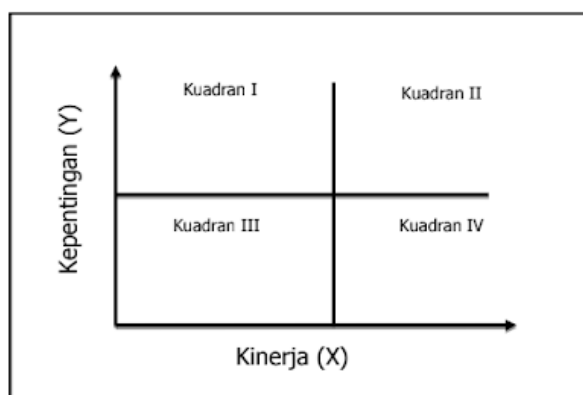 Kuadran I
Kuadran II
Kepentingan (Y)
Kuadran III
Kuadran IV
Kinerja (X)